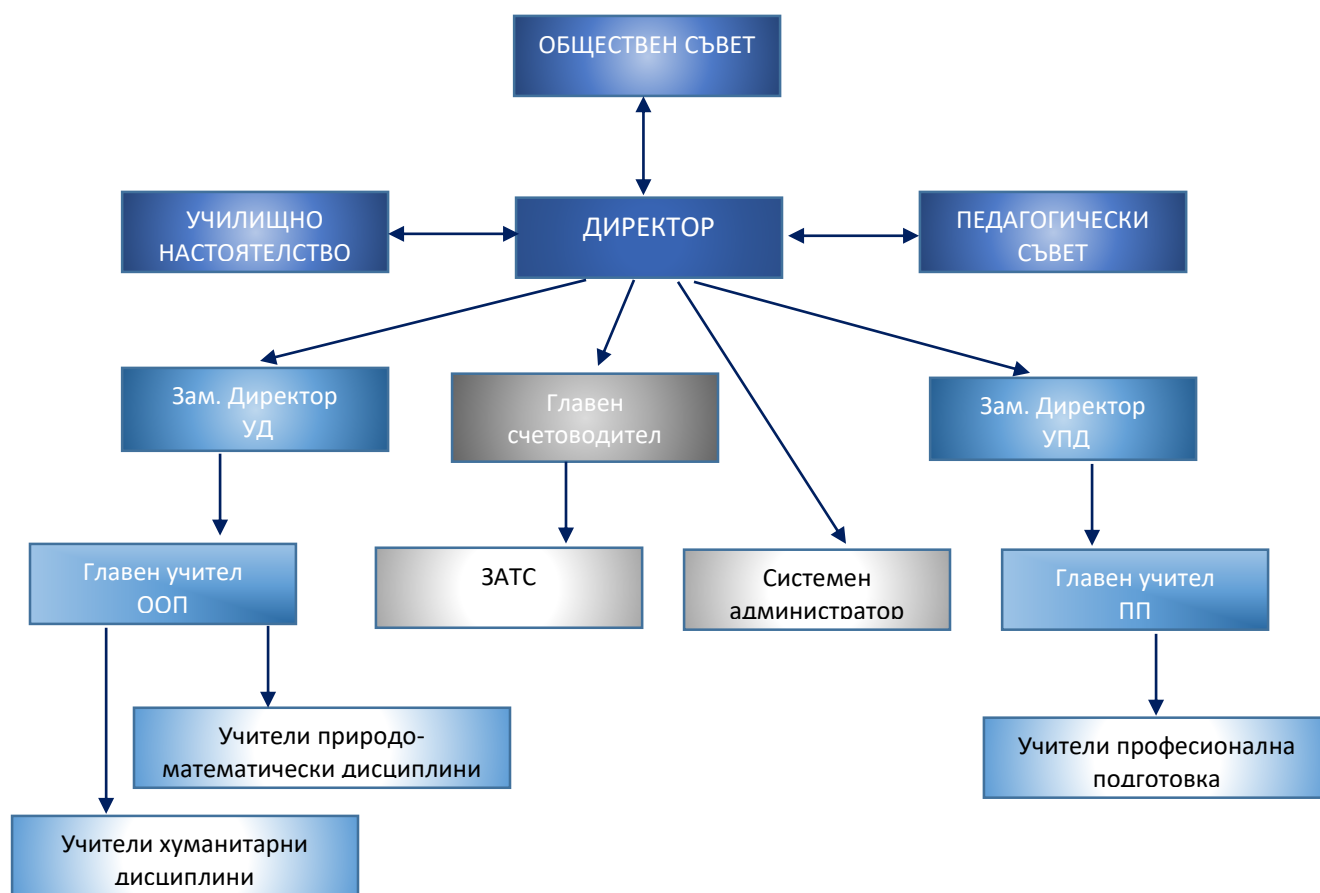 ОБЩЕСТВЕН СЪВЕТ
УЧИЛИЩНО
НАСТОЯТЕЛСТВО
ДИРЕКТОР
ПЕДАГОГИЧЕСКИ
СЪВЕТ
Зам. Директор
УД
Главен
счетоводител
Зам. Директор
УПД
Главен учител
ООП
ЗАТС
Системен
администратор
Главен учител
ПП
Учители природо-
математически дисциплини
Учители професионална
подготовка
Учители хуманитарни
дисциплини